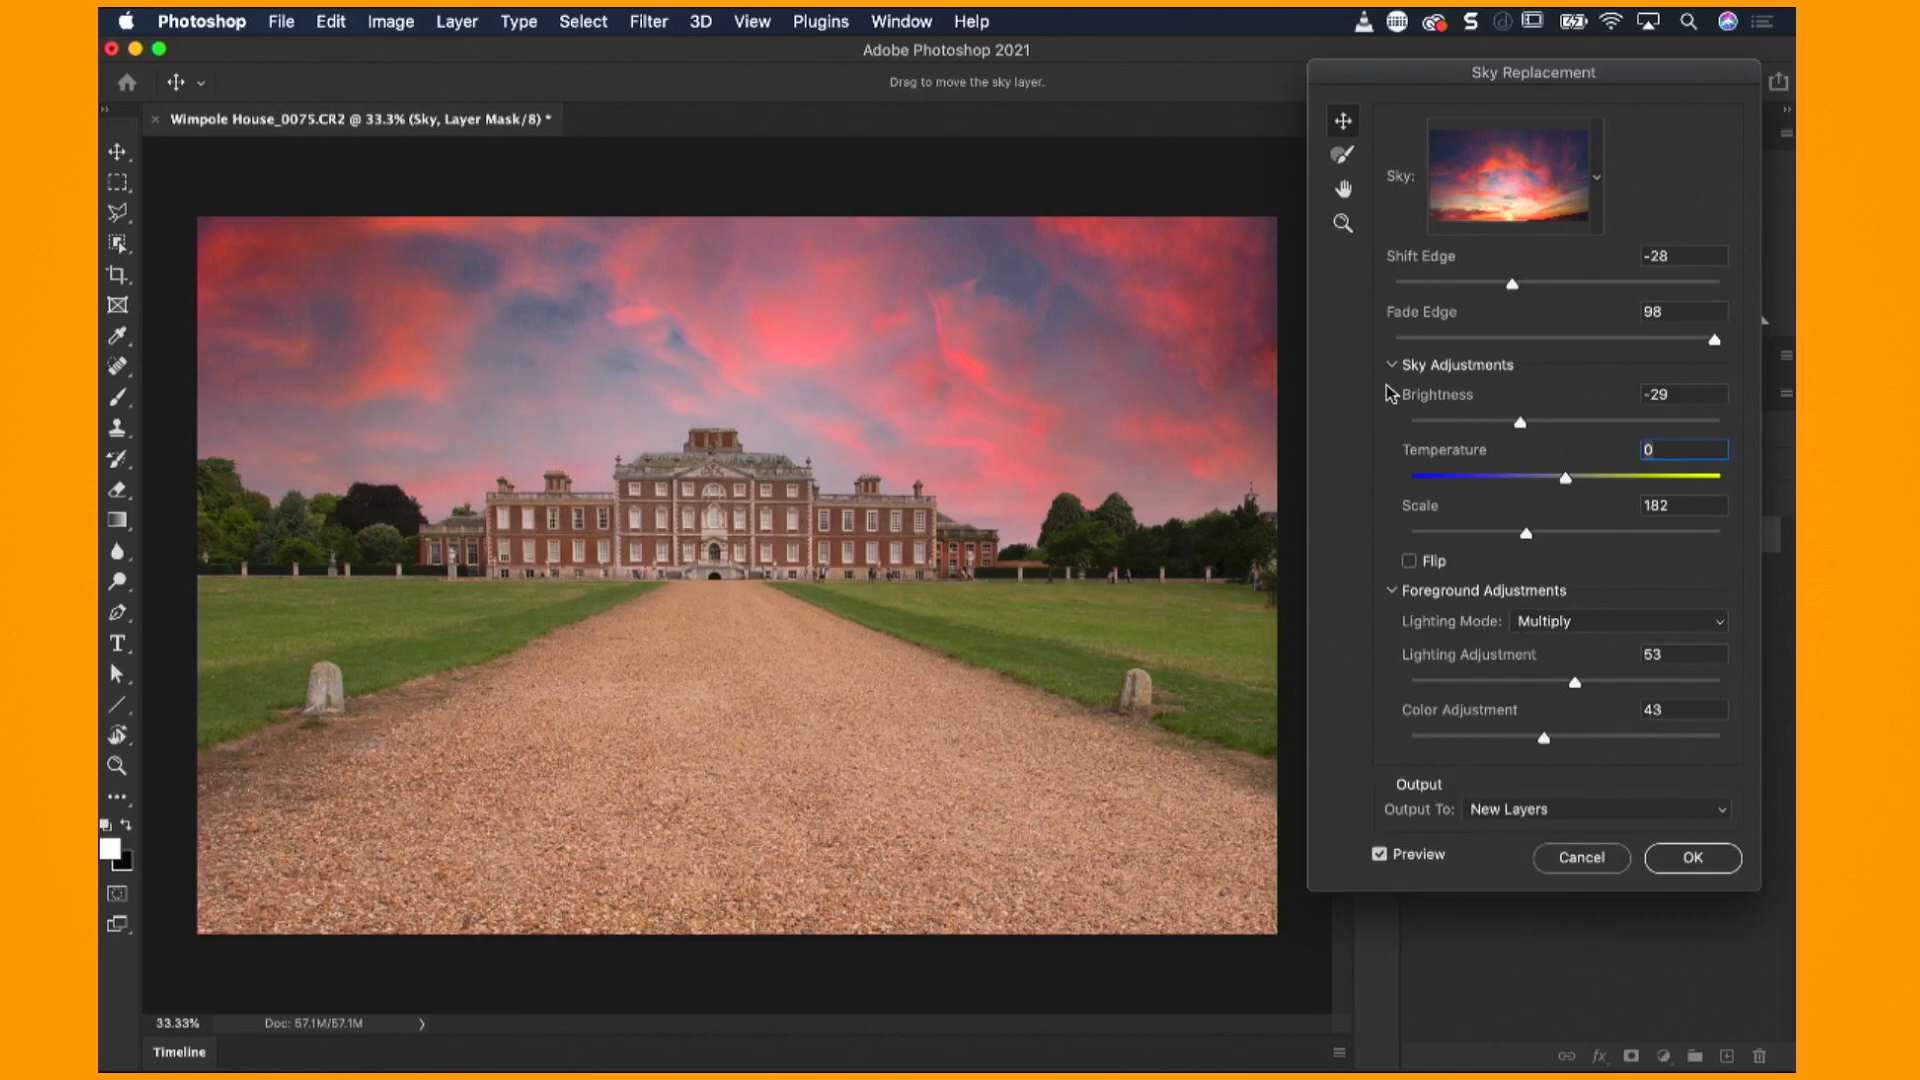 Photoshop File Edit Image Layer Type Select Filter 3D View Plugins Window Help
Adobe Photoshop 2021
Drag to move the sky layer.
Wimpole House_0075.CR2 @ 33.3% (Sky, Layer Mask/8) *
Sky Replacement
Sky:
Shift Edge -28
Fade Edge 98
Sky Adjustments
Brightness -29
Temperature 0
Scale 182
Flip
Foreground Adjustments
Lighting Mode: Multiply
Lighting Adjustment 53
Color Adjustment 43
Output
Output To: New Layers
Preview Cancel OK
33.33% Doc: 57.1M/57.1M
Timeline
fx